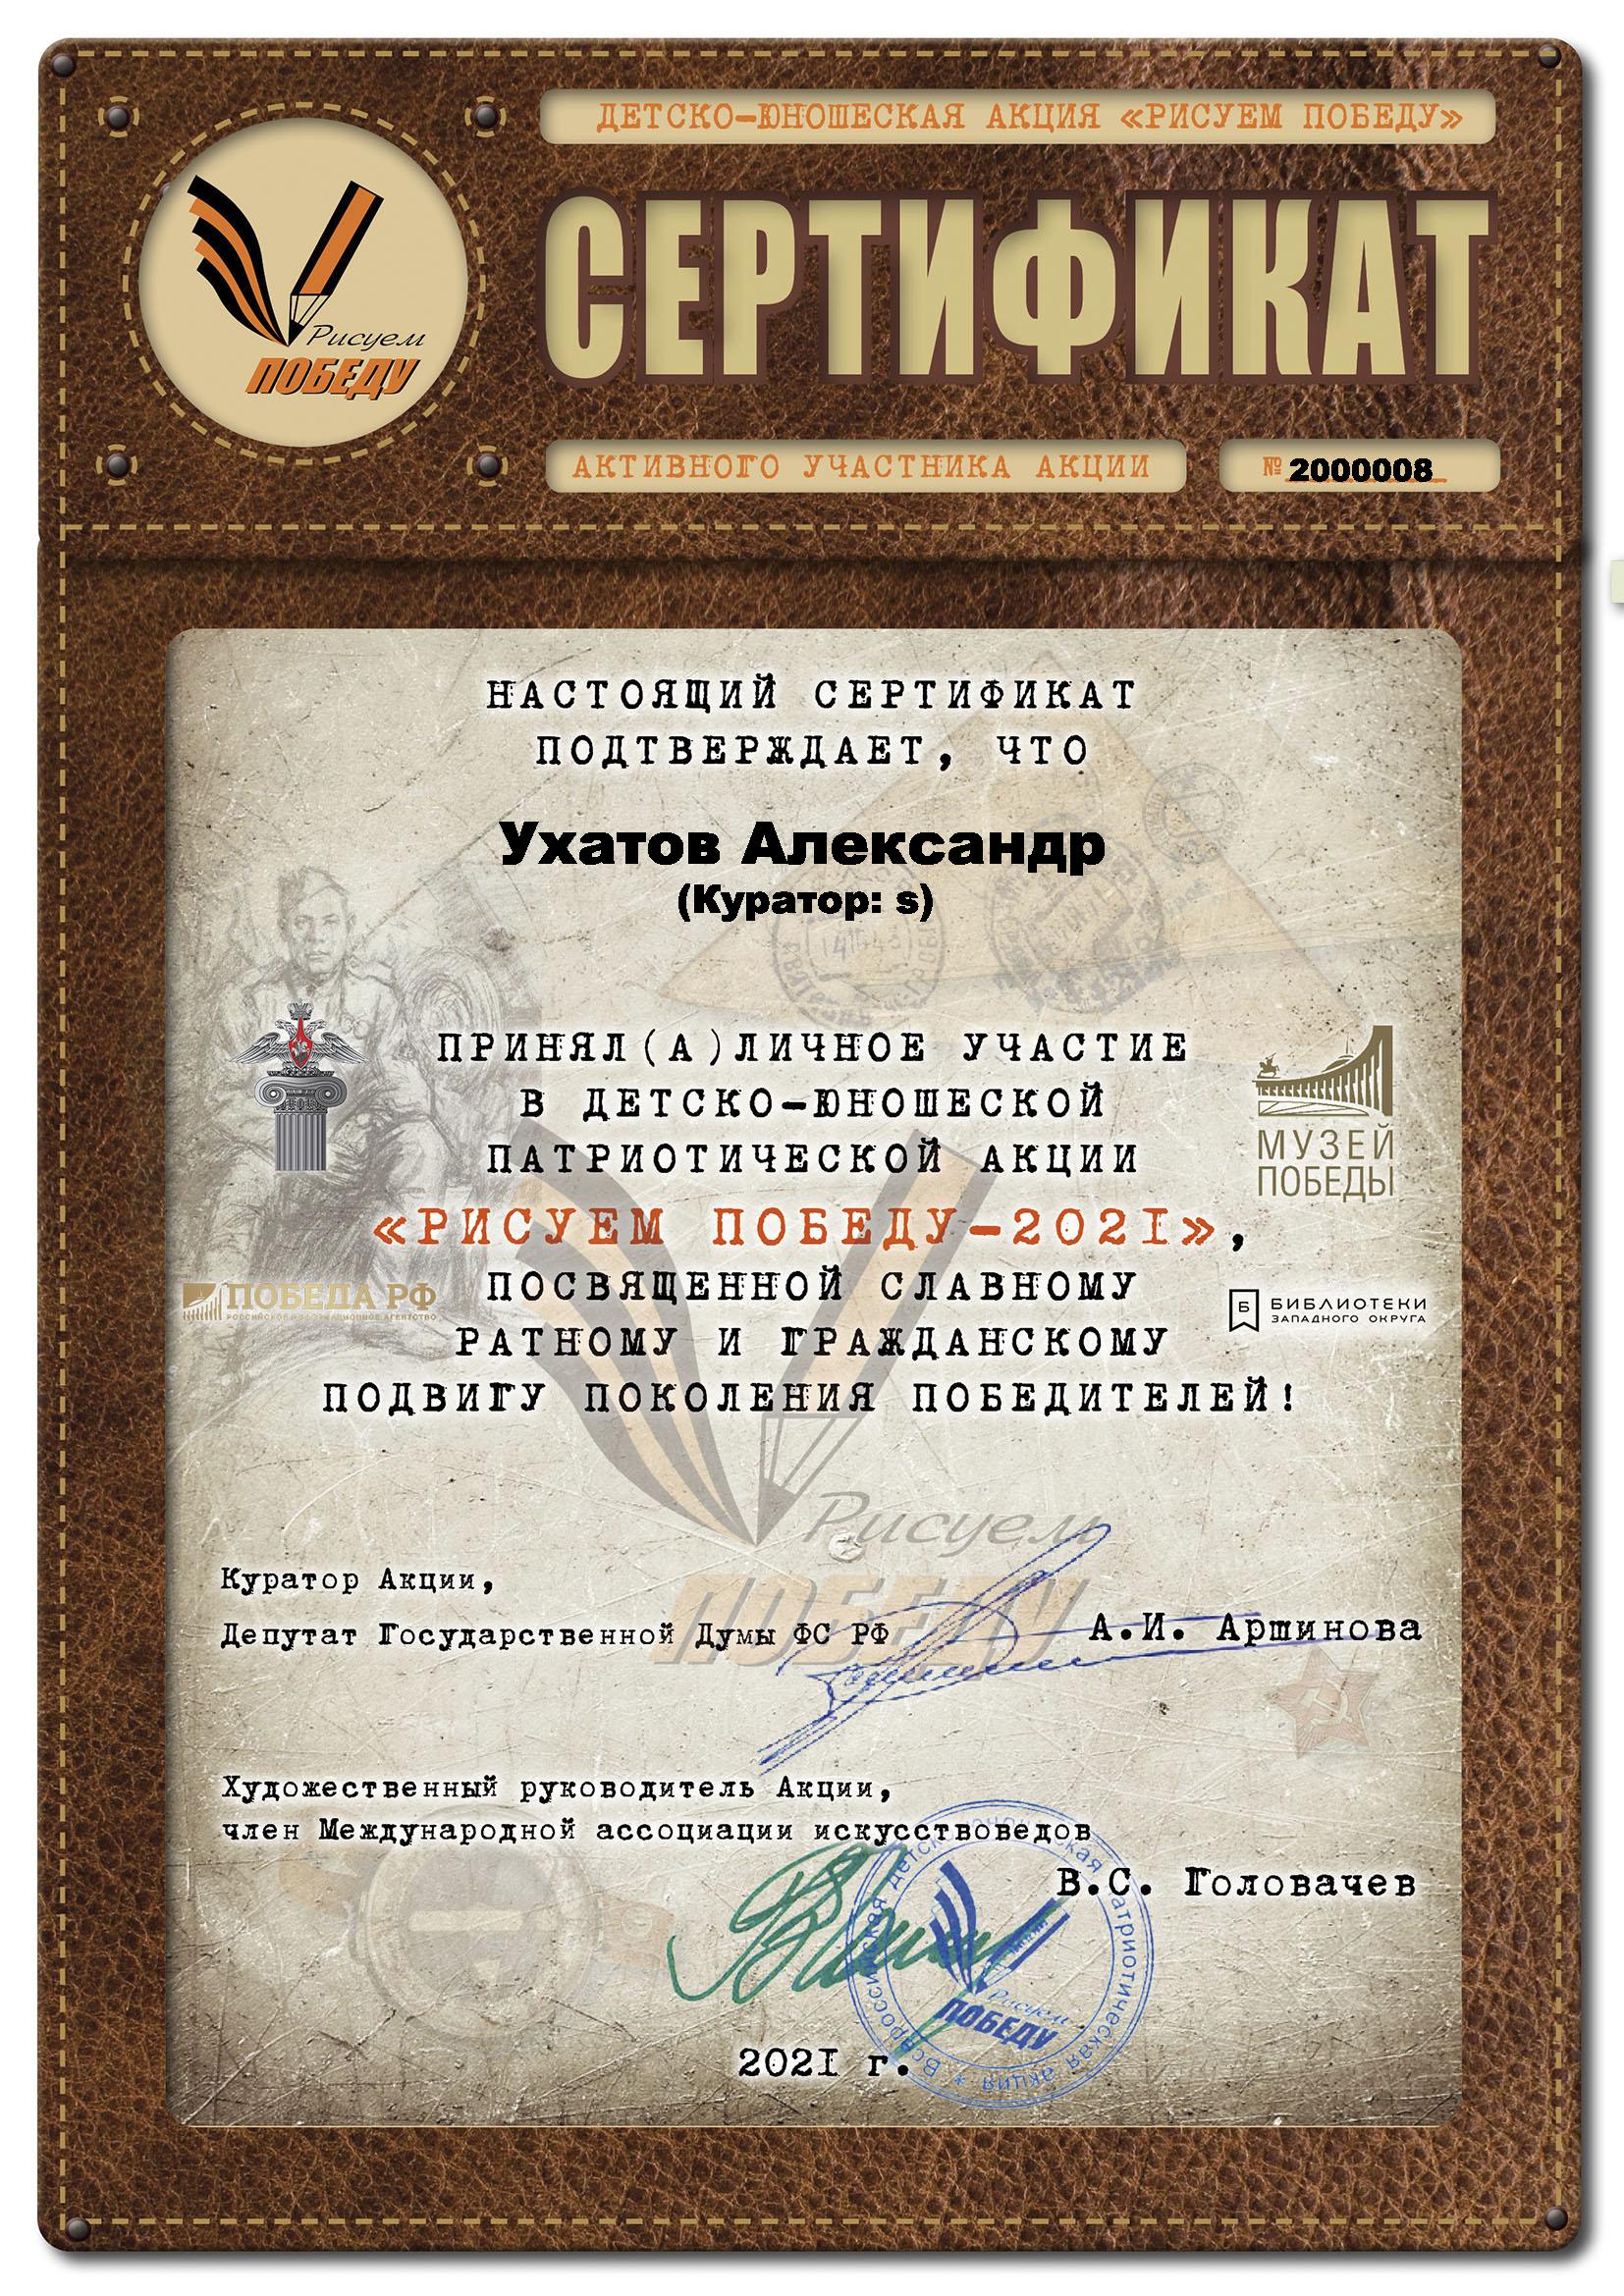 ДЕТСКО-ЮНОШЕСКАЯ АКЦИЯ «РИСУЕМ ПОБЕДУ»
СЕРТИФИКАТ
Рисуем
ПОБЕДУ
АКТИВНОГО УЧАСТНИКА АКЦИИ
№ 2000008
НАСТОЯЩИЙ СЕРТИФИКАТ
ПОДТВЕРЖДАЕТ, ЧТО
Ухатов Александр
(Куратор: s)
ПРИНЯЛ(А)ЛИЧНОЕ УЧАСТИЕ
В ДЕТСКО-ЮНОШЕСКОЙ
ПАТРИОТИЧЕСКОЙ АКЦИИ
«РИСУЕМ ПОБЕДУ-2021»,
ПОСВЯЩЕННОЙ СЛАВНОМУ
РАТНОМУ И ГРАЖДАНСКОМУ
ПОДВИГУ ПОКОЛЕНИЯ ПОБЕДИТЕЛЕЙ!
МУЗЕЙ
ПОБЕДЫ
ПОБЕДА РФ
РОССИЙСКОЕ ИНФОРМАЦИОННОЕ АГЕНТСТВО
Б
БИБЛИОТЕКИ
ЗАПАДНОГО ОКРУГА
Рисуем
ПОБЕДУ
Куратор Акции,
Депутат Государственной Думы ФС РФ
А.И. Аршинова
Художественный руководитель Акции,
член Международной ассоциации искусствоведов
В.С. Головачев
Всероссийская детско-юношеская патриотическая акция *
Рисуем
ПОБЕДУ
2021 г.